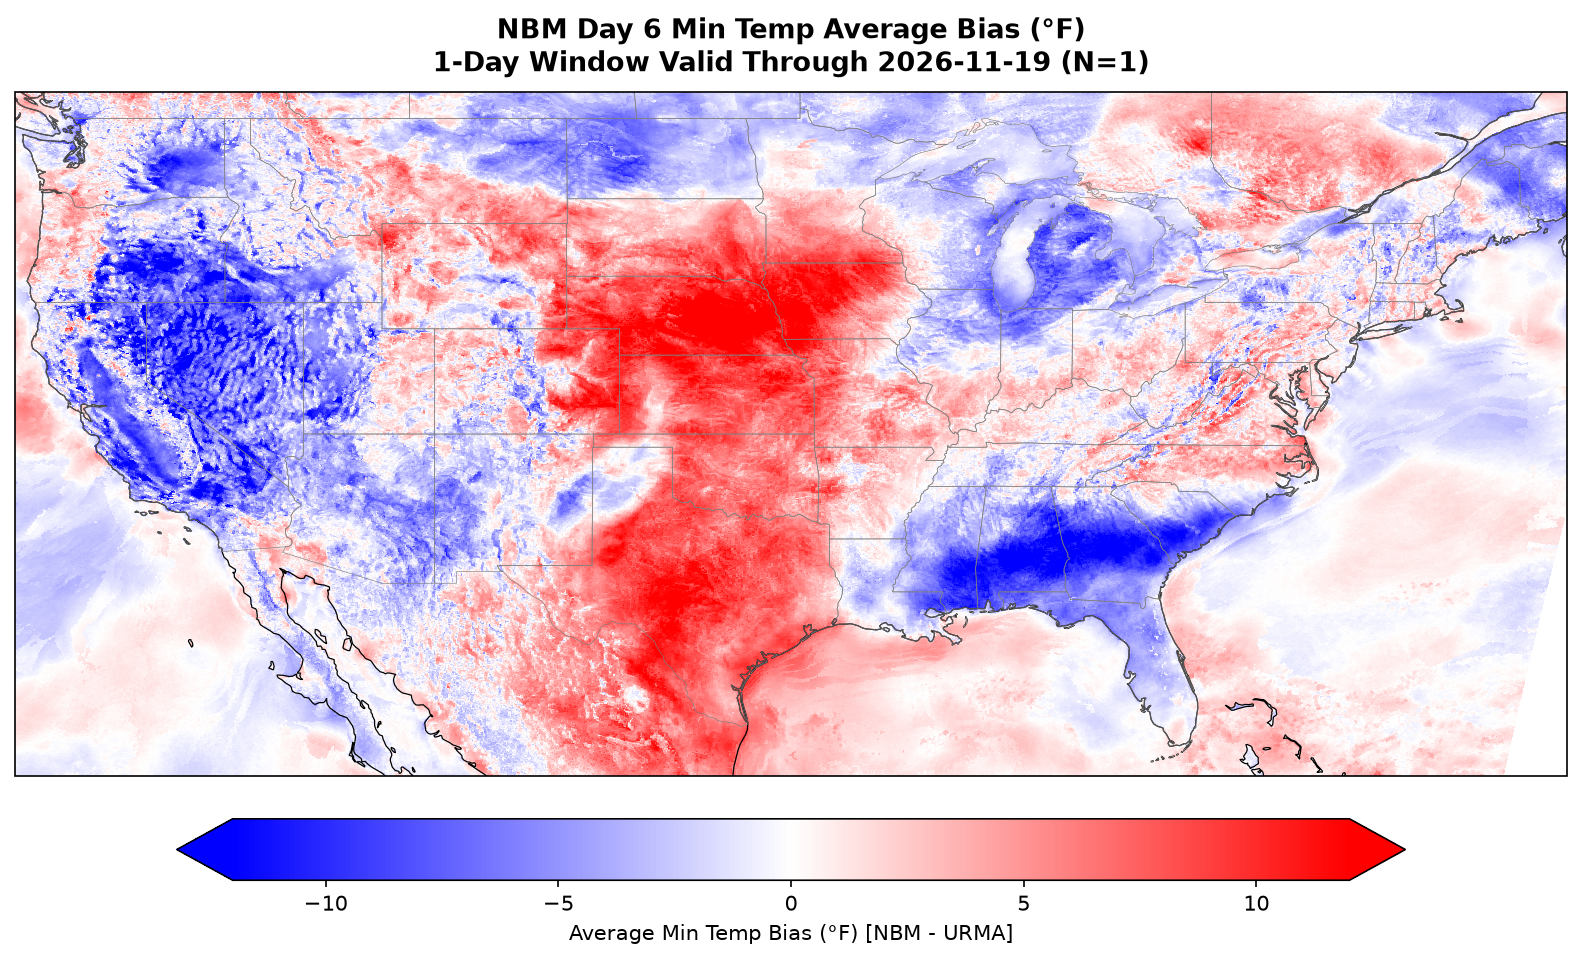 NBM Day 6 Min Temp Average Bias (°F)
1-Day Window Valid Through 2026-11-19 (N=1)
−10 −5 0 5 10
Average Min Temp Bias (°F) [NBM - URMA]